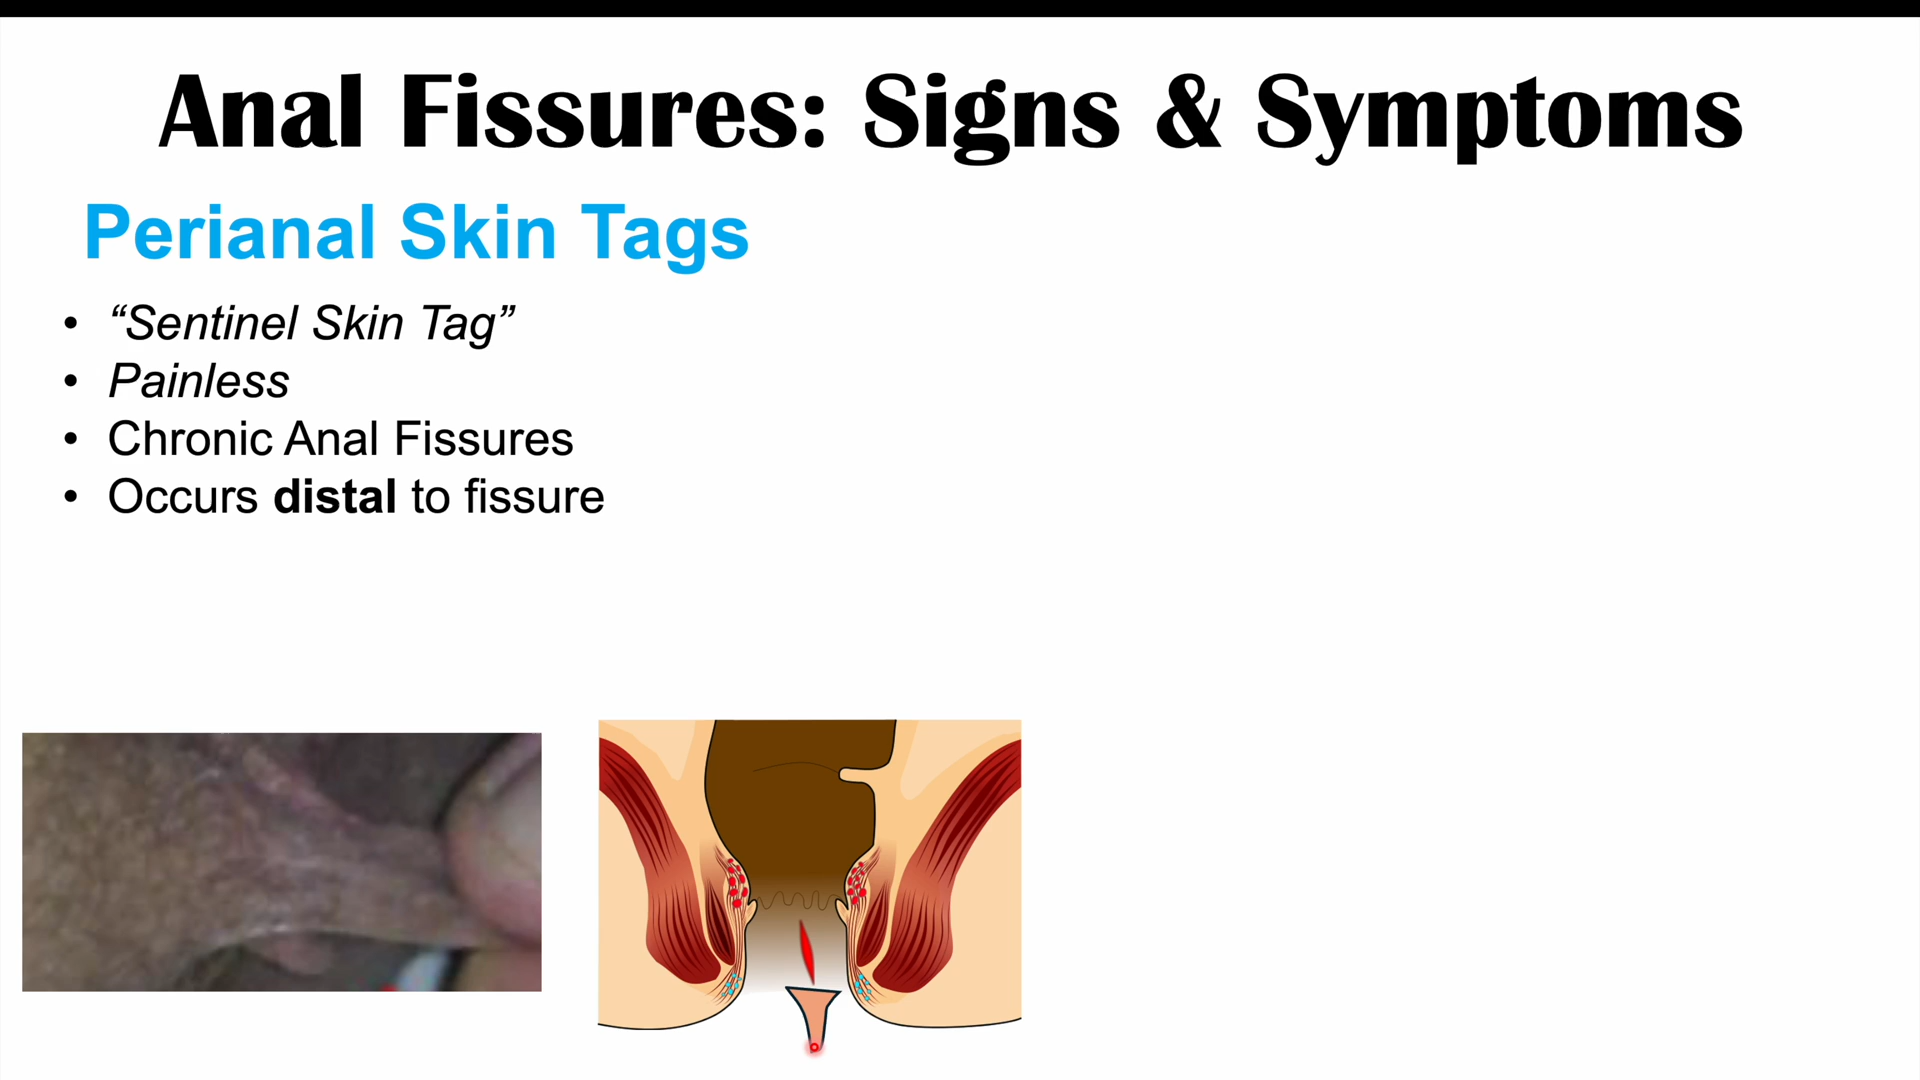 Anal Fissures: Signs & Symptoms
Perianal Skin Tags
• “Sentinel Skin Tag”
• Painless
• Chronic Anal Fissures
• Occurs distal to fissure